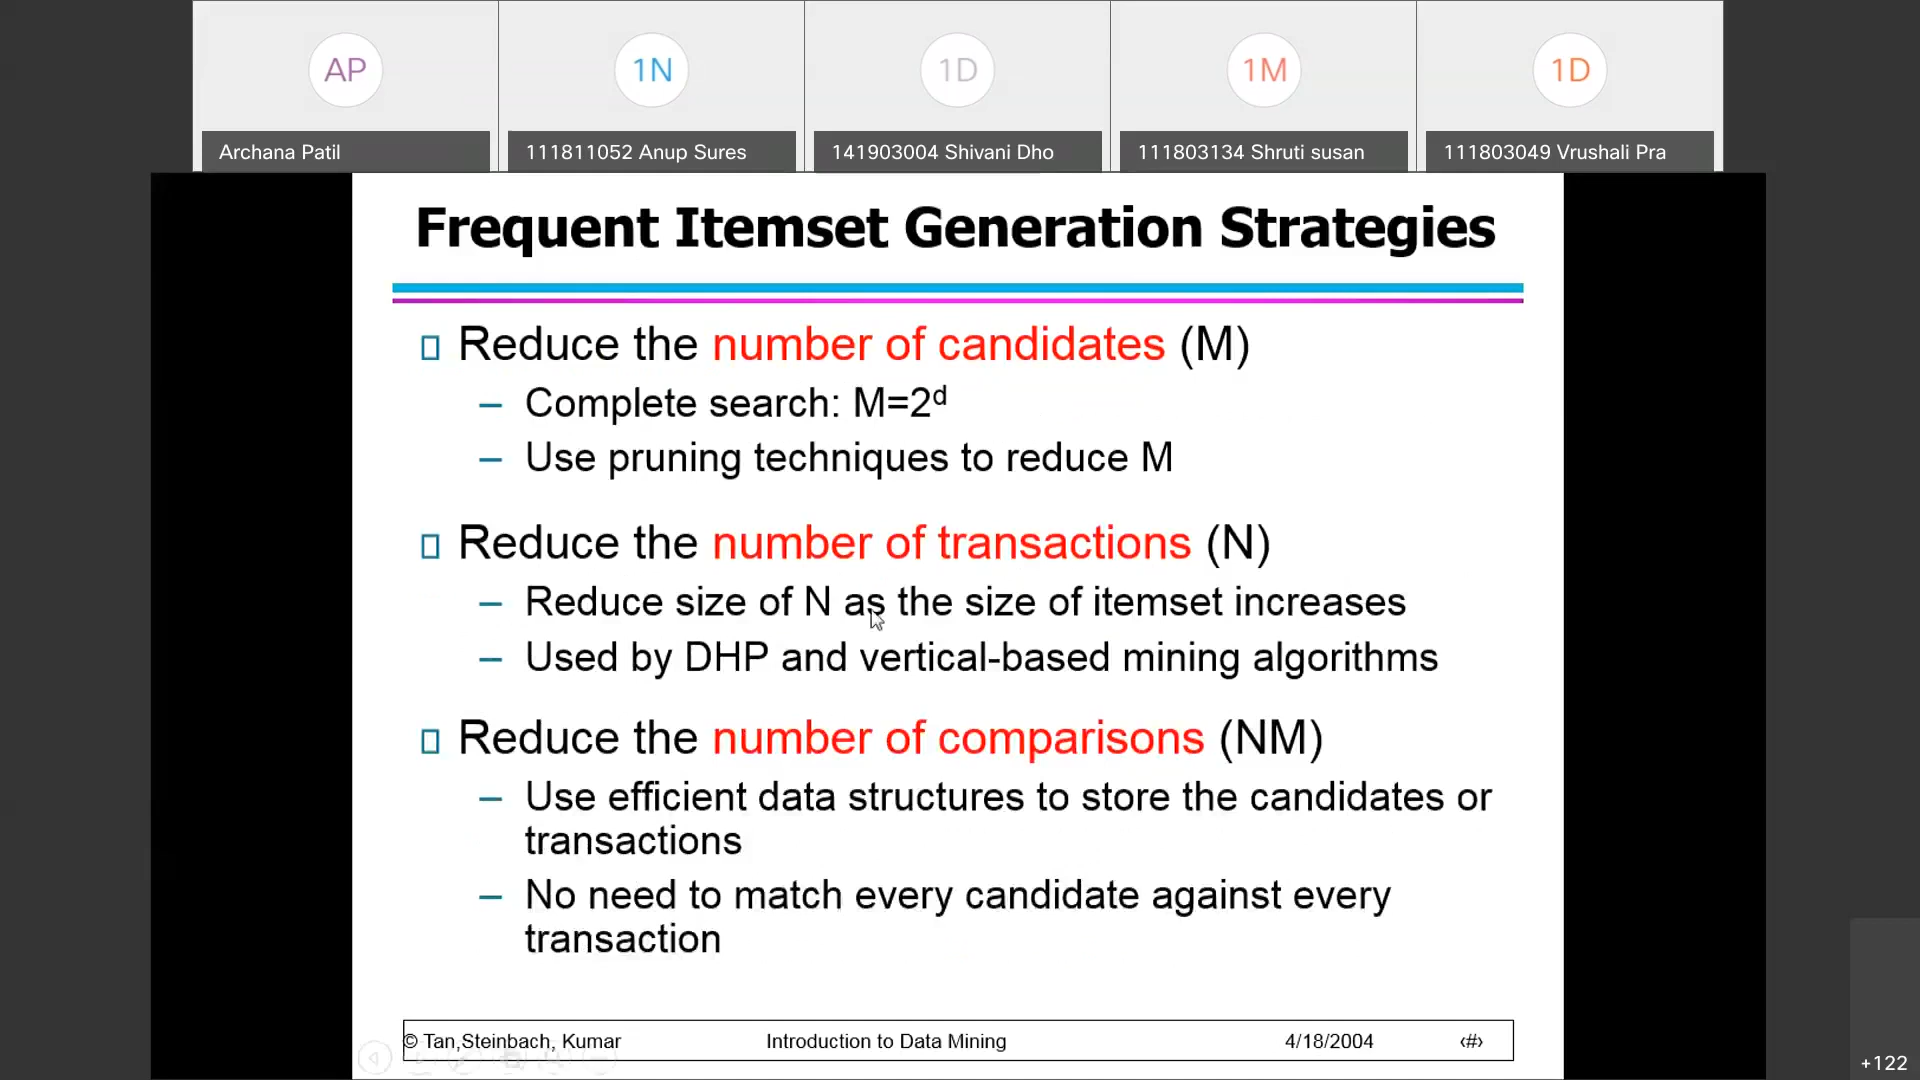 AP
1N
1D
1M
1D
Archana Patil
111811052 Anup Sures
141903004 Shivani Dho
111803134 Shruti susan
111803049 Vrushali Pra
Frequent Itemset Generation Strategies
Reduce the number of candidates (M)
– Complete search: M=2ᵈ
– Use pruning techniques to reduce M
Reduce the number of transactions (N)
– Reduce size of N as the size of itemset increases
– Used by DHP and vertical-based mining algorithms
Reduce the number of comparisons (NM)
– Use efficient data structures to store the candidates or
transactions
– No need to match every candidate against every
transaction
© Tan,Steinbach, Kumar
Introduction to Data Mining
4/18/2004
‹#›
+122